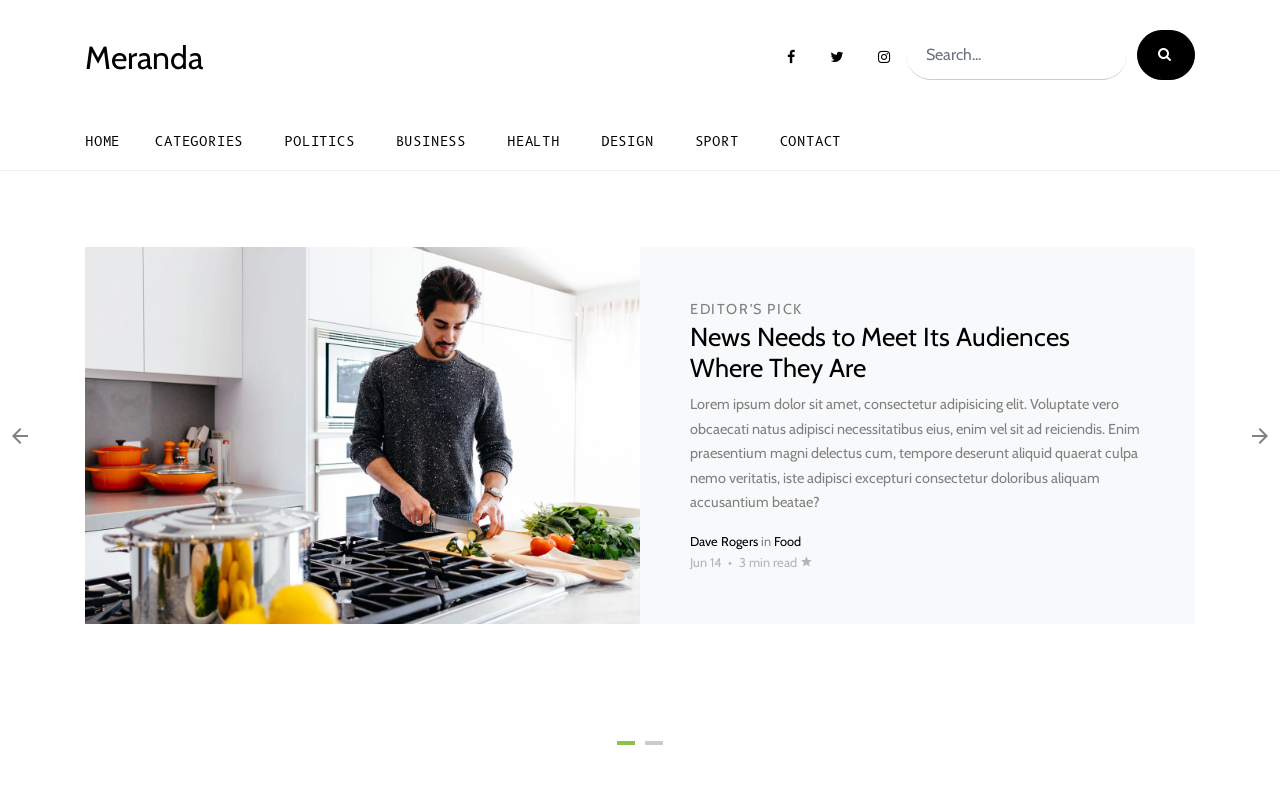 Meranda
Search...
HOME CATEGORIES POLITICS BUSINESS HEALTH DESIGN SPORT CONTACT
EDITOR'S PICK
News Needs to Meet Its Audiences
Where They Are
Lorem ipsum dolor sit amet, consectetur adipisicing elit. Voluptate vero
obcaecati natus adipisci necessitatibus eius, enim vel sit ad reiciendis. Enim
praesentium magni delectus cum, tempore deserunt aliquid quaerat culpa
nemo veritatis, iste adipisci excepturi consectetur doloribus aliquam
accusantium beatae?
Dave Rogers in Food
Jun 14 • 3 min read ★